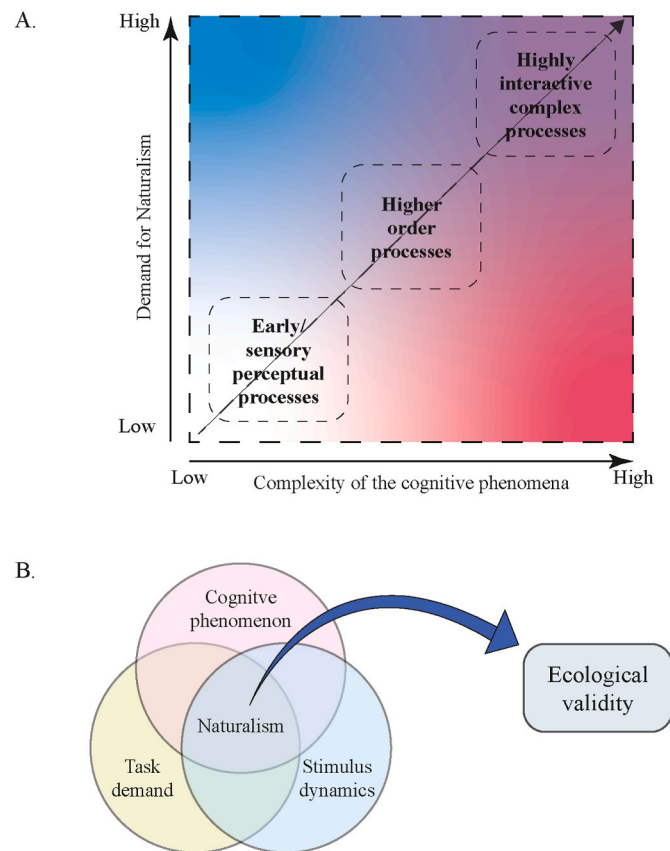 A.
High
Demand for Naturalism
Low
Highly
interactive
complex
processes
Higher
order
processes
Early/
sensory
perceptual
processes
Low
Complexity of the cognitive phenomena
High
B.
Cognitve
phenomenon
Naturalism
Task
demand
Stimulus
dynamics
Ecological
validity